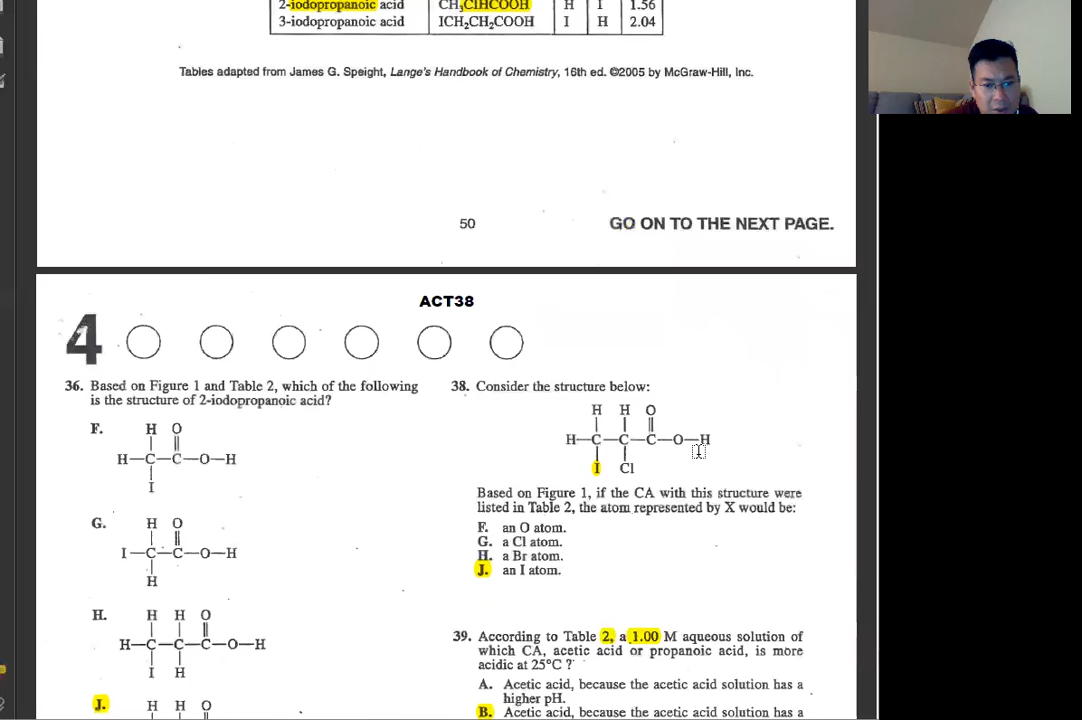 2-iodopropanoic acid CH₃CIHCOOH H I 1.56
3-iodopropanoic acid ICH₂CH₂COOH I H 2.04
Tables adapted from James G. Speight, Lange's Handbook of Chemistry, 16th ed. ©2005 by McGraw-Hill, Inc.
50 GO ON TO THE NEXT PAGE.
ACT38
4
36. Based on Figure 1 and Table 2, which of the following
is the structure of 2-iodopropanoic acid?
F. H O
H—C—C—O—H
I
G. H O
I—C—C—O—H
H
H. H H O
H—C—C—C—O—H
I H
J. H H O
38. Consider the structure below:
H H O
H—C—C—C—O—H
I Cl
Based on Figure 1, if the CA with this structure were
listed in Table 2, the atom represented by X would be:
F. an O atom.
G. a Cl atom.
H. a Br atom.
J. an I atom.
39. According to Table 2, a 1.00 M aqueous solution of
which CA, acetic acid or propanoic acid, is more
acidic at 25°C ?
A. Acetic acid, because the acetic acid solution has a
higher pH.
B. Acetic acid, because the acetic acid solution has a